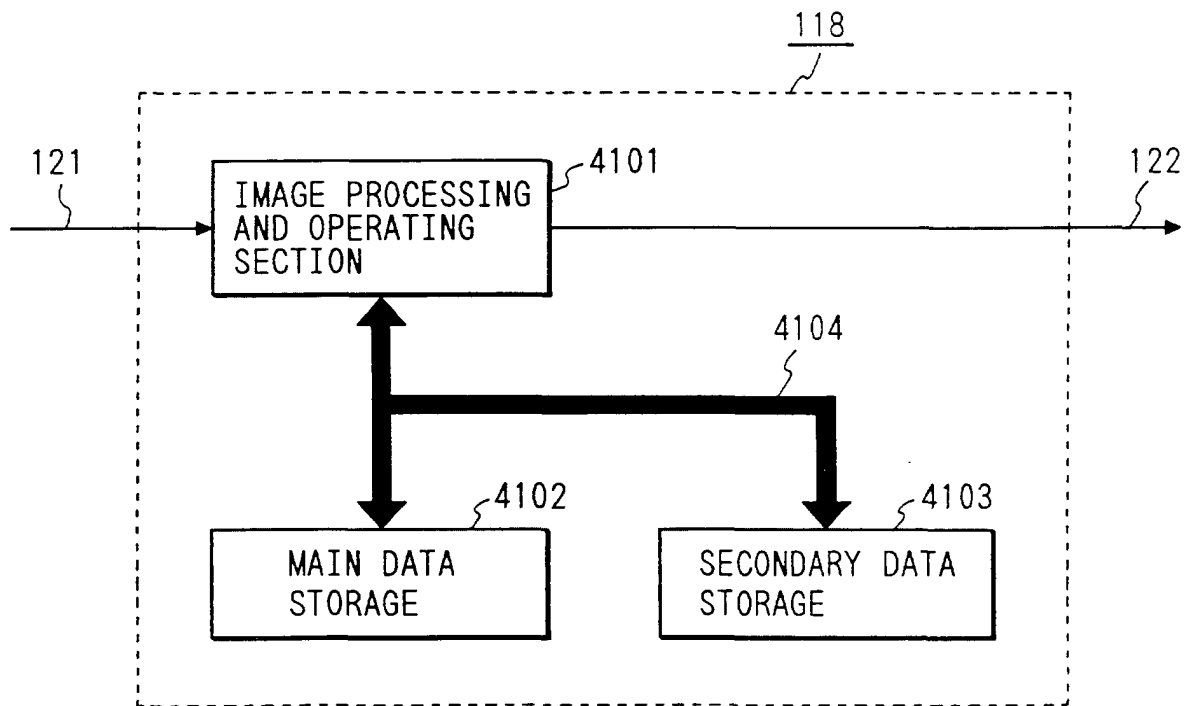 118
121
4101
122
IMAGE PROCESSING
AND OPERATING
SECTION
4104
4102
4103
MAIN DATA
STORAGE
SECONDARY DATA
STORAGE